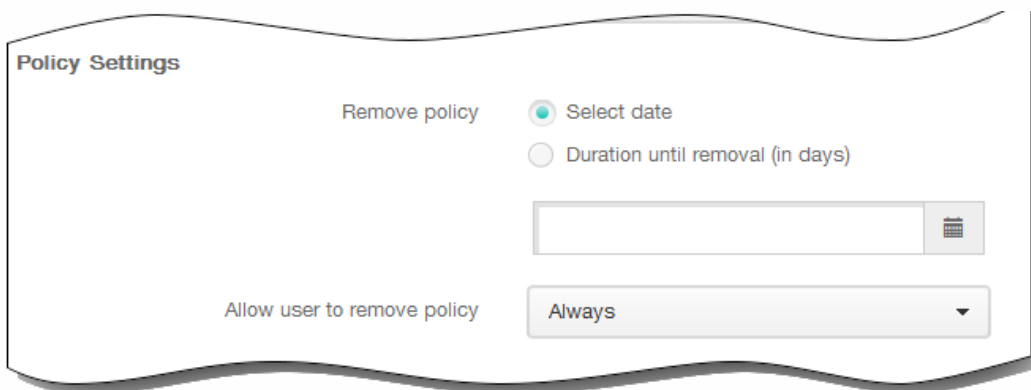 Policy Settings
Remove policy
Select date
Duration until removal (in days)
Allow user to remove policy
Always